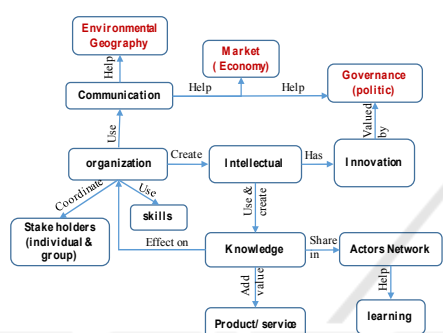 Environmental
Geography
Market
( Economy)
Governance
(politic)
Help
Communication
Help
Help
Use
Valued
by
organization
Create
Intellectual
Has
Innovation
Coordinate
Use
Use &
create
Stake holders
(individual &
group)
skills
Effect on
Knowledge
Share
in
Actors Network
Add
value
Help
Product/ service
learning